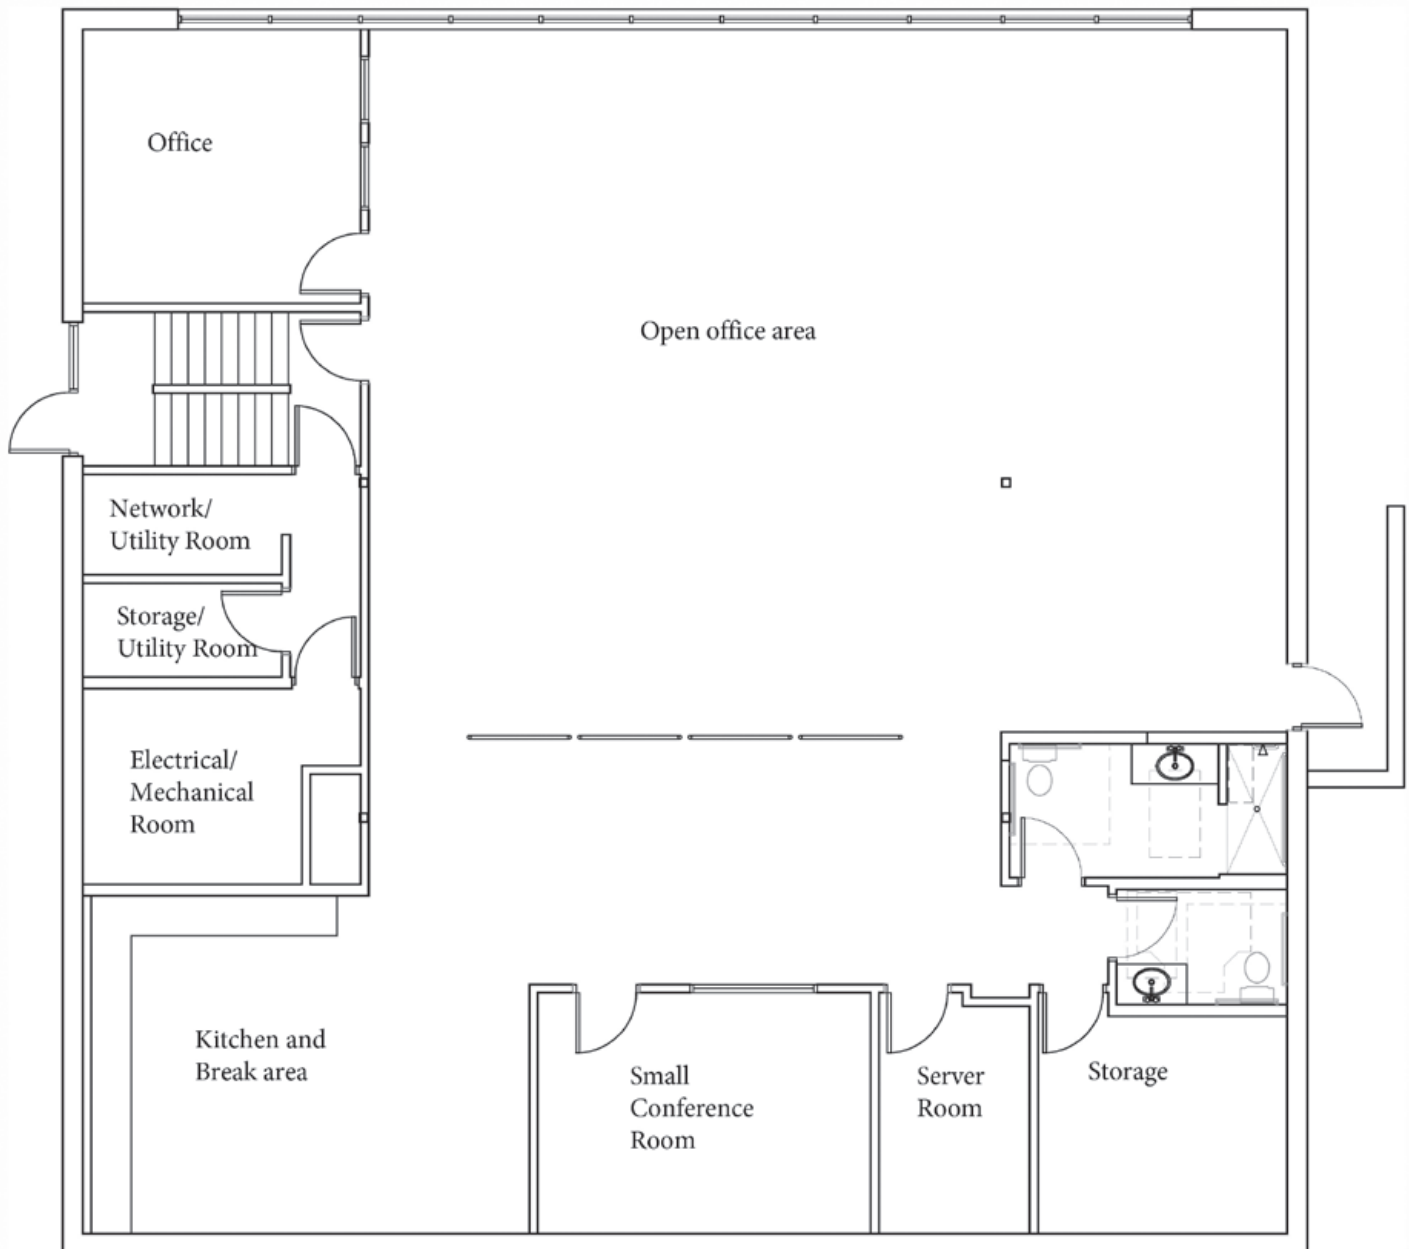 Office
Open office area
Network/
Utility Room
Storage/
Utility Room
Electrical/
Mechanical
Room
Kitchen and
Break area
Small
Conference
Room
Server
Room
Storage